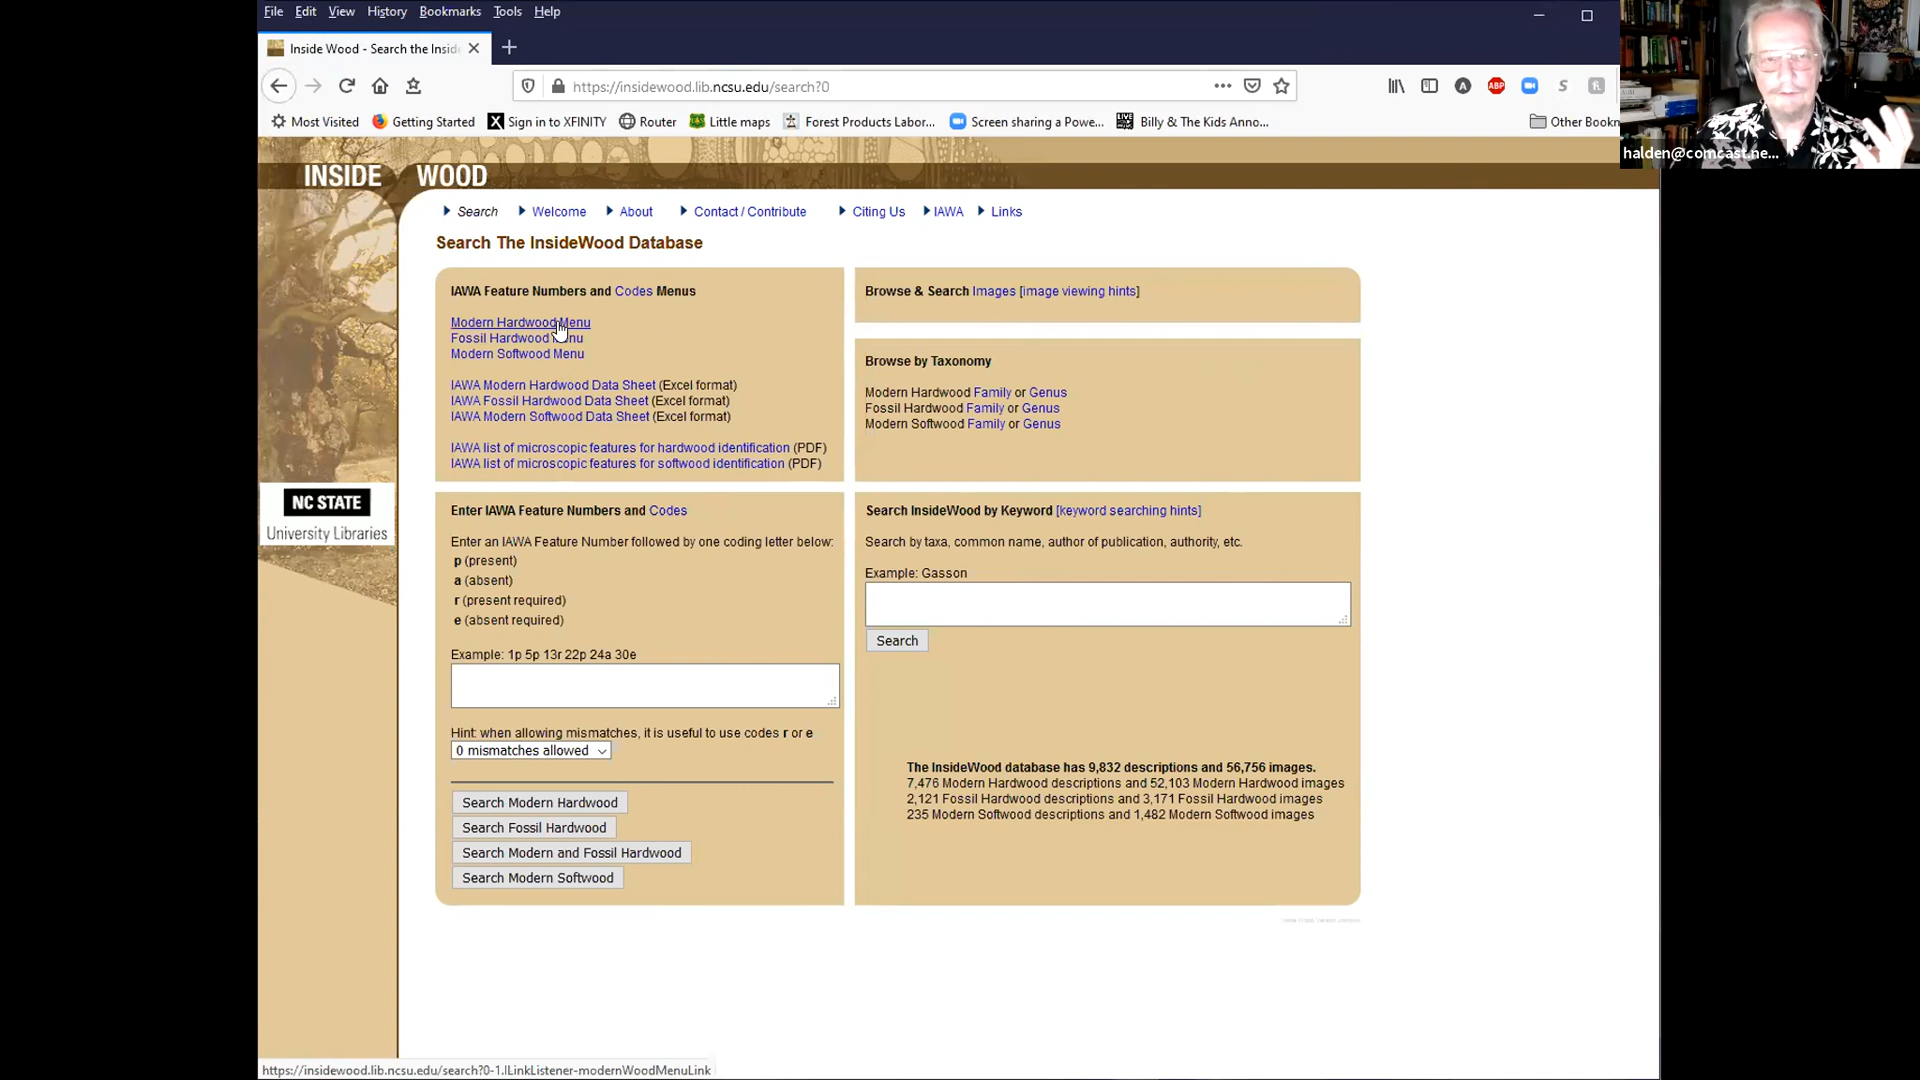 File Edit View History Bookmarks Tools Help
Inside Wood - Search the Inside
https://insidewood.lib.ncsu.edu/search?0
ABP
Most Visited Getting Started Sign in to XFINITY Router Little maps Forest Products Labor... Screen sharing a Powe... Billy & The Kids Anno... Other Bookn
halden@comcast.ne...
INSIDE WOOD
Search Welcome About Contact / Contribute Citing Us IAWA Links
Search The InsideWood Database
IAWA Feature Numbers and Codes Menus
Modern Hardwood Menu
Fossil Hardwood Menu
Modern Softwood Menu
IAWA Modern Hardwood Data Sheet (Excel format)
IAWA Fossil Hardwood Data Sheet (Excel format)
IAWA Modern Softwood Data Sheet (Excel format)
IAWA list of microscopic features for hardwood identification (PDF)
IAWA list of microscopic features for softwood identification (PDF)
Browse & Search Images [image viewing hints]
Browse by Taxonomy
Modern Hardwood Family or Genus
Fossil Hardwood Family or Genus
Modern Softwood Family or Genus
NC STATE
University Libraries
Enter IAWA Feature Numbers and Codes
Enter an IAWA Feature Number followed by one coding letter below:
p (present)
a (absent)
r (present required)
e (absent required)
Example: 1p 5p 13r 22p 24a 30e
Hint: when allowing mismatches, it is useful to use codes r or e
0 mismatches allowed
Search Modern Hardwood
Search Fossil Hardwood
Search Modern and Fossil Hardwood
Search Modern Softwood
Search InsideWood by Keyword [keyword searching hints]
Search by taxa, common name, author of publication, authority, etc.
Example: Gasson
Search
The InsideWood database has 9,832 descriptions and 56,756 images.
7,476 Modern Hardwood descriptions and 52,103 Modern Hardwood images
2,121 Fossil Hardwood descriptions and 3,171 Fossil Hardwood images
235 Modern Softwood descriptions and 1,482 Modern Softwood images
https://insidewood.lib.ncsu.edu/search?0-1.ILinkListener-modernWoodMenuLink